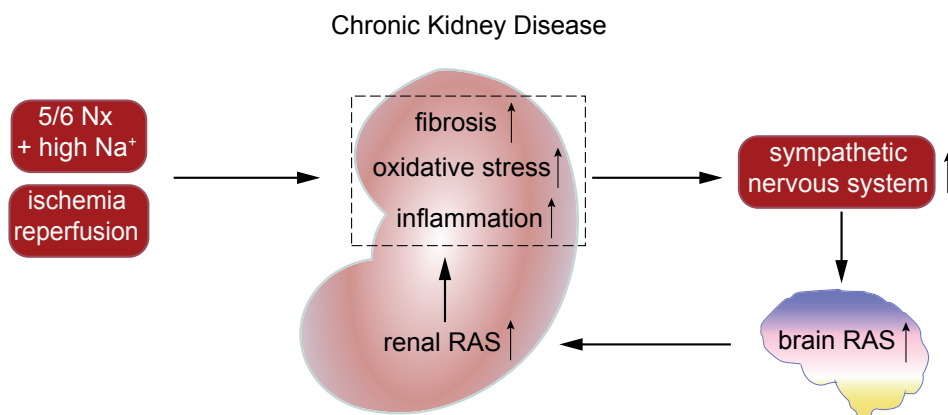 Chronic Kidney Disease
5/6 Nx
+ high Na⁺
ischemia
reperfusion
fibrosis ↑
oxidative stress ↑
inflammation ↑
renal RAS ↑
sympathetic
nervous system ↑
brain RAS ↑